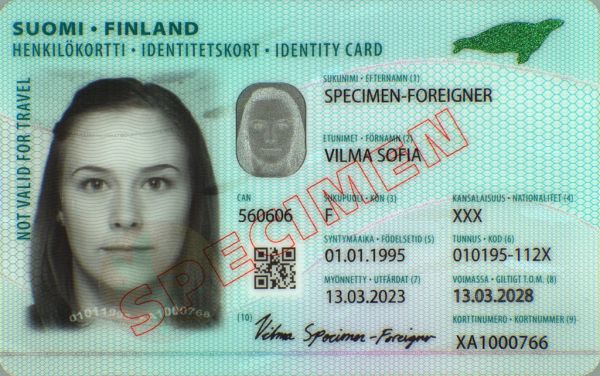 SUOMI • FINLAND
HENKILÖKORTTI • IDENTITETSKORT • IDENTITY CARD
NOT VALID FOR TRAVEL
SUKUNIMI • EFTERNAMN (1)
SPECIMEN-FOREIGNER
ETUNIMET • FÖRNAMN (2)
VILMA SOFIA
CAN
560606
SUKUPUOLI • KÖN (3)
F
KANSALAISUUS • NATIONALITET (4)
XXX
SYNTYMÄAIKA • FÖDELSETID (5)
01.01.1995
TUNNUS • KOD (6)
010195-112X
MYÖNNETTY • UTFÄRDAT (7)
13.03.2023
VOIMASSA • GILTIGT T.O.M. (8)
13.03.2028
(10) Vilma Specimen-Foreigner
KORTTINUMERO • KORTNUMMER (9)
XA1000766
SPECIMEN